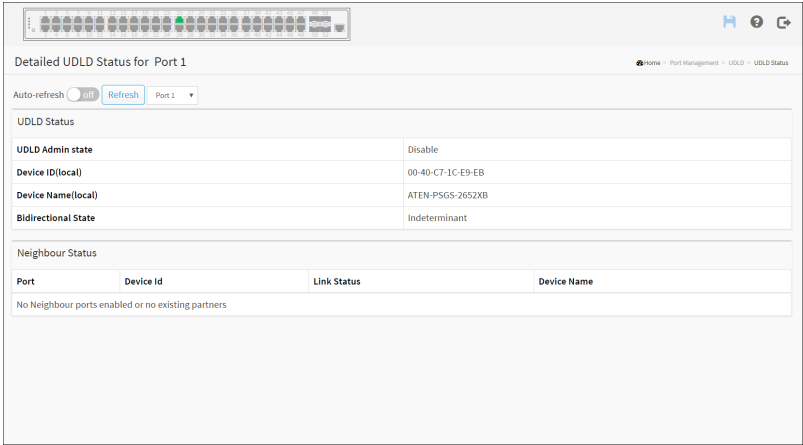 Detailed UDLD Status for Port 1
Home > Port Management > UDLD > UDLD Status
Auto-refresh off Refresh Port 1
UDLD Status
UDLD Admin state Disable
Device ID(local) 00-40-C7-1C-E9-EB
Device Name(local) ATEN-PSGS-2652XB
Bidirectional State Indeterminant
Neighbour Status
Port Device Id Link Status Device Name
No Neighbour ports enabled or no existing partners